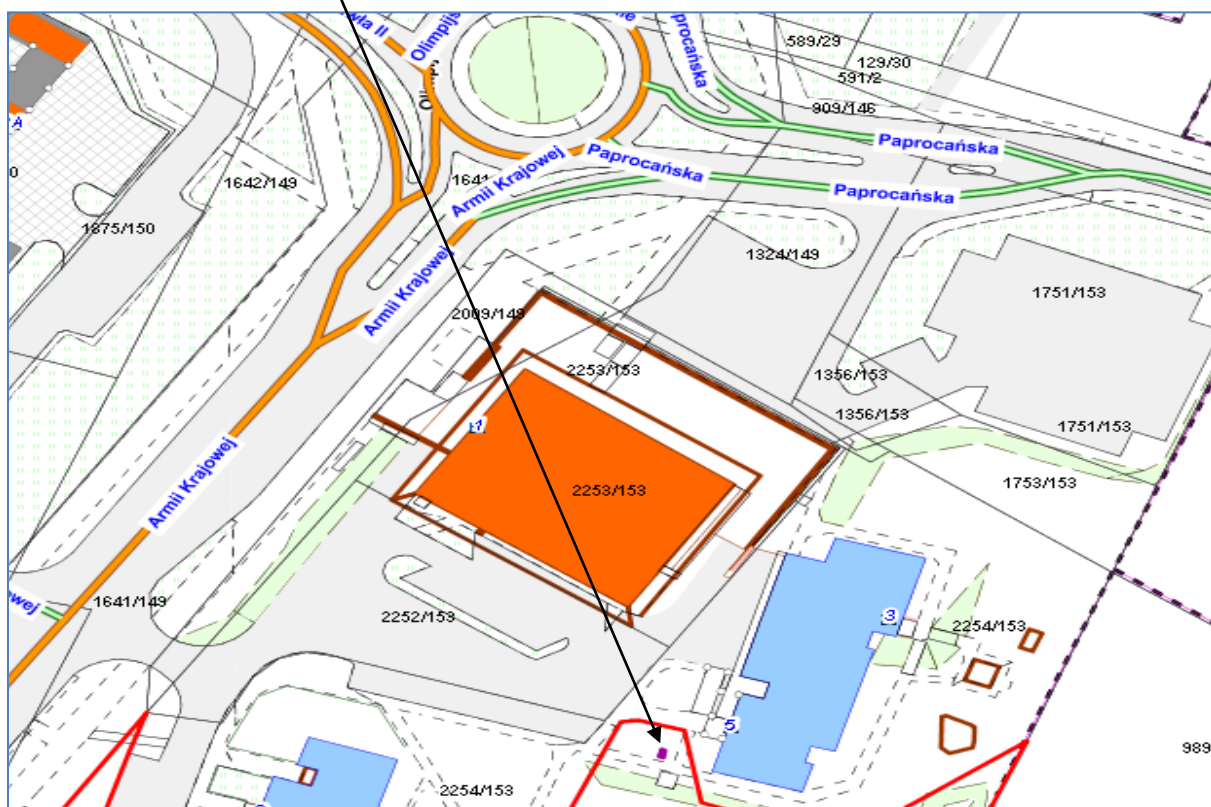 Olimpijs
Paprocańska
589/29
129/30
591/2
909/146
Paprocańska
Armii Krajowej
Paprocańska
Paprocańska
1642/149
1675/150
1324/149
Armii Krajowej
1751/153
2009/149
2253/153
1356/153
1356/153
1
1751/153
Armii Krajowej
2253/153
1753/153
1641/149
2252/153
3
2254/153
5
989
2254/153